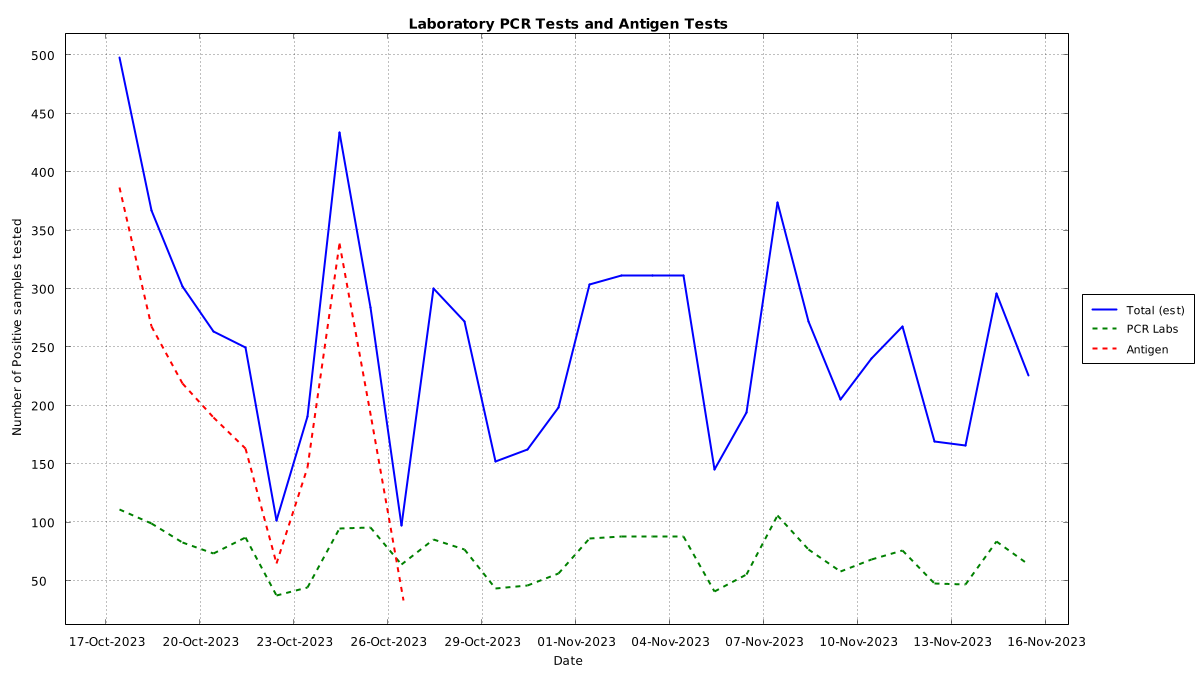 Laboratory PCR Tests and Antigen Tests
500
450
400
350
300
250
200
150
100
50
Number of Positive samples tested
17-Oct-2023 20-Oct-2023 23-Oct-2023 26-Oct-2023 29-Oct-2023 01-Nov-2023 04-Nov-2023 07-Nov-2023 10-Nov-2023 13-Nov-2023 16-Nov-2023
Date
Total (est)
PCR Labs
Antigen